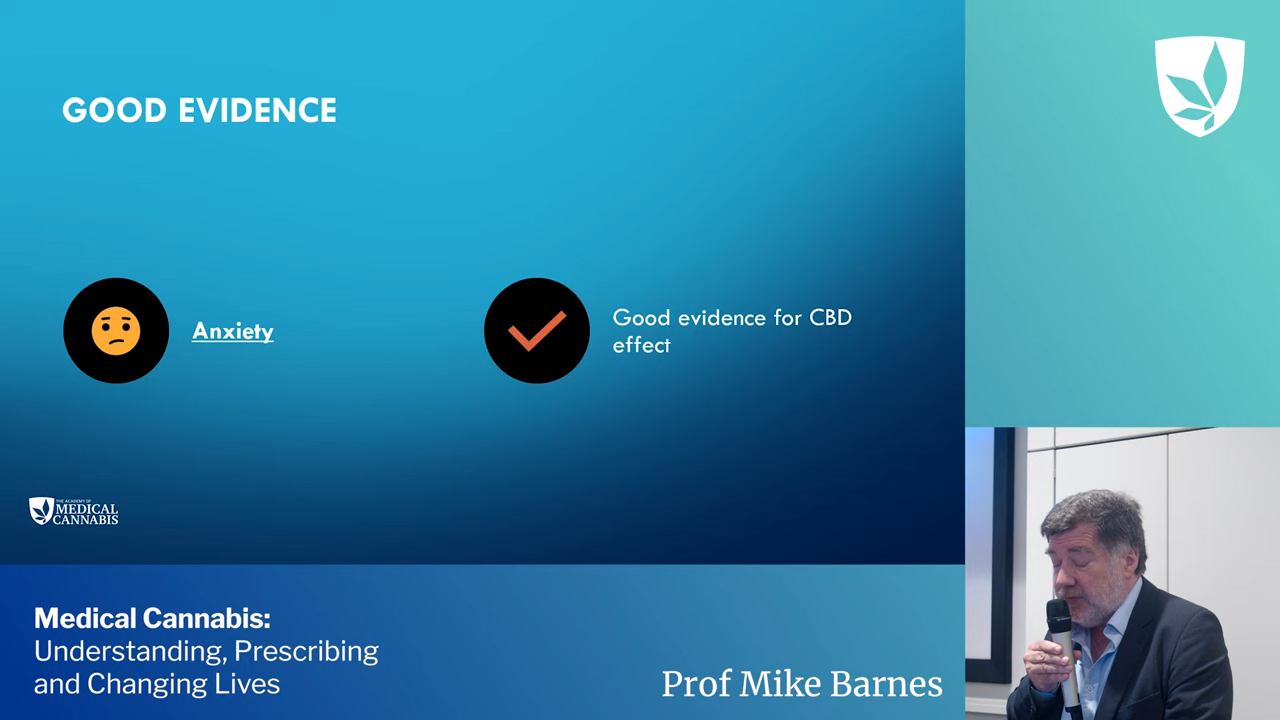 GOOD EVIDENCE
Anxiety
Good evidence for CBD
effect
THE ACADEMY OF
MEDICAL
CANNABIS
Medical Cannabis:
Understanding, Prescribing
and Changing Lives
Prof Mike Barnes